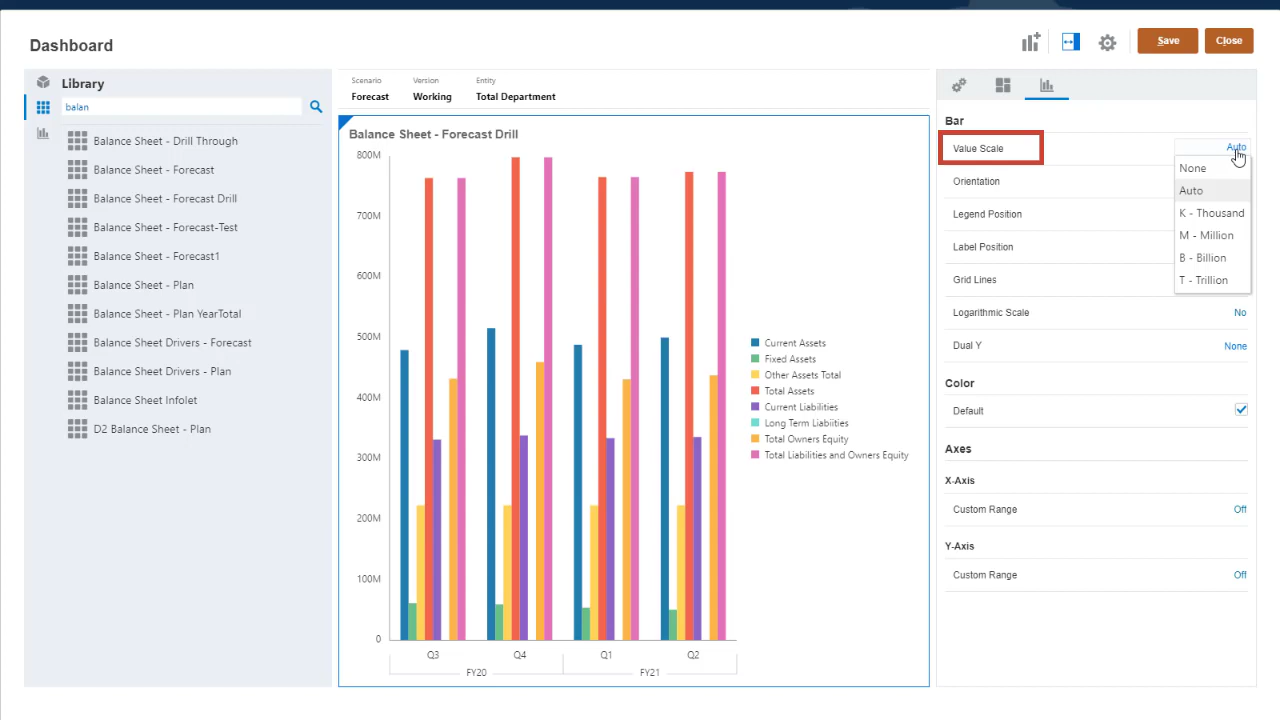 Dashboard
Save
Close
Library
balan
Balance Sheet - Drill Through
Balance Sheet - Forecast
Balance Sheet - Forecast Drill
Balance Sheet - Forecast-Test
Balance Sheet - Forecast1
Balance Sheet - Plan
Balance Sheet - Plan YearTotal
Balance Sheet Drivers - Forecast
Balance Sheet Drivers - Plan
Balance Sheet Infolet
D2 Balance Sheet - Plan
Scenario Version Entity
Forecast Working Total Department
Balance Sheet - Forecast Drill
800M
700M
600M
500M
400M
300M
200M
100M
0
Q3 Q4 Q1 Q2
FY20 FY21
Current Assets
Fixed Assets
Other Assets Total
Total Assets
Current Liabilities
Long Term Liabiities
Total Owners Equity
Total Liabilities and Owners Equity
Bar
Value Scale Auto
None
Auto
K - Thousand
M - Million
B - Billion
T - Trillion
Orientation
Legend Position
Label Position
Grid Lines
Logarithmic Scale No
Dual Y None
Color
Default
Axes
X-Axis
Custom Range Off
Y-Axis
Custom Range Off